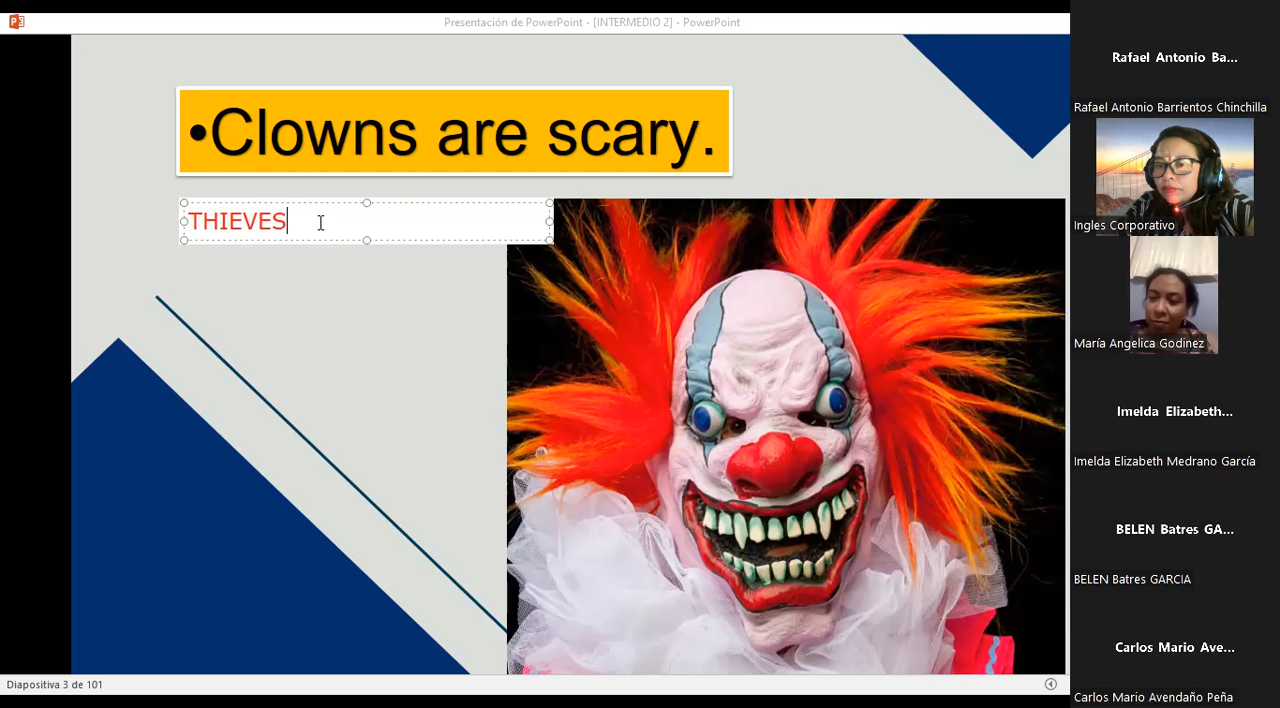 Presentación de PowerPoint - [INTERMEDIO 2] - PowerPoint
•Clowns are scary.
THIEVES
Diapositiva 3 de 101
Rafael Antonio Ba...
Rafael Antonio Barrientos Chinchilla
Ingles Corporativo
María Angelica Godinez
Imelda Elizabeth...
Imelda Elizabeth Medrano García
BELEN Batres GA...
BELEN Batres GARCIA
Carlos Mario Ave...
Carlos Mario Avendaño Peña